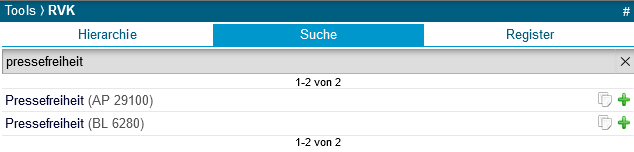 Tools ⟩ RVK #
Hierarchie Suche Register
pressefreiheit ×
1-2 von 2
Pressefreiheit (AP 29100)
Pressefreiheit (BL 6280)
1-2 von 2